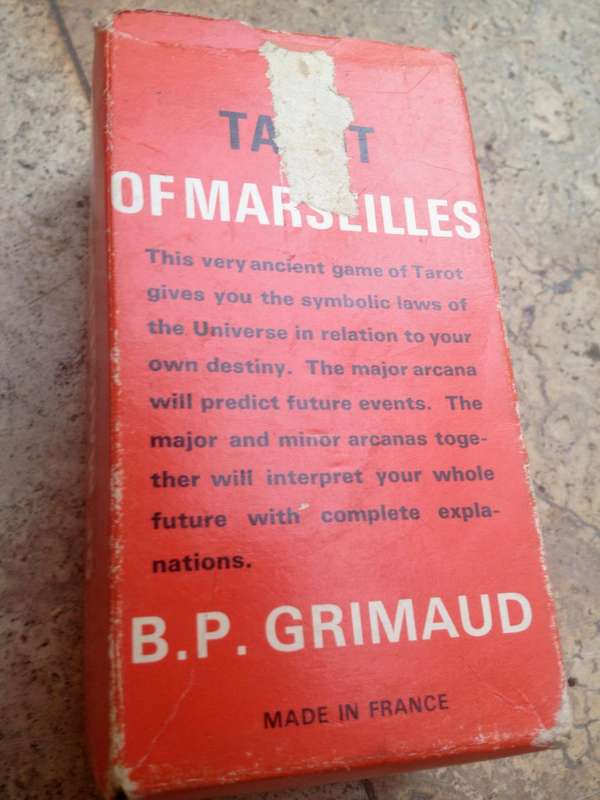 TAROT
OF MARSEILLES
This very ancient game of Tarot
gives you the symbolic laws of
the Universe in relation to your
own destiny. The major arcana
will predict future events. The
major and minor arcanas toge-
ther will interpret your whole
future with complete expla-
nations.
B.P. GRIMAUD
MADE IN FRANCE